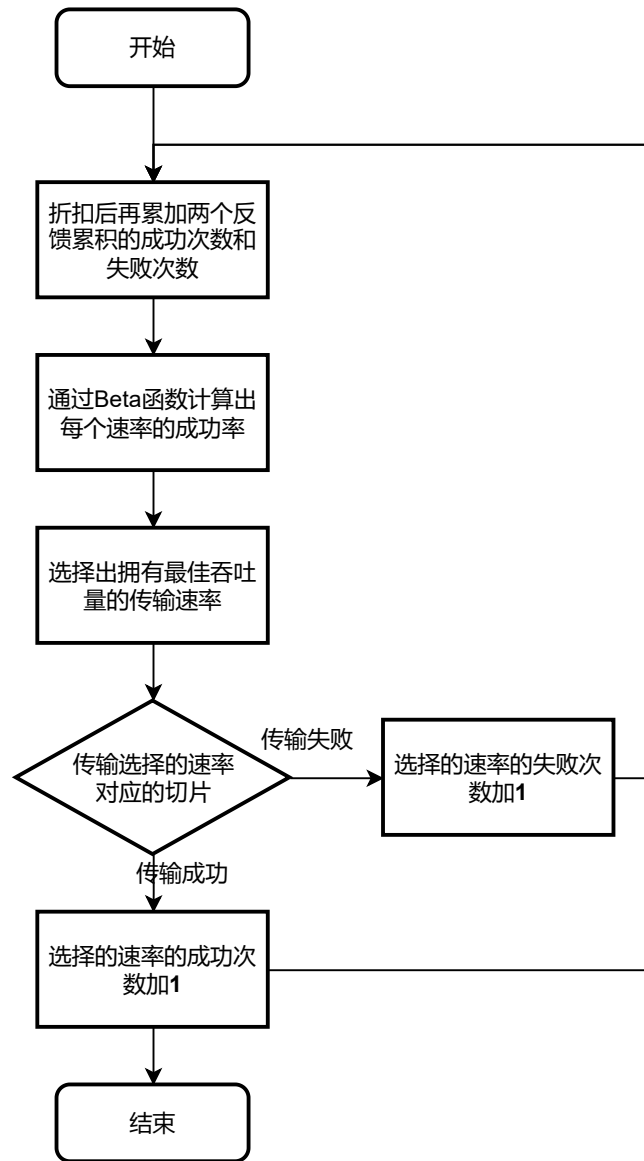 开始
折扣后再累加两个反
馈累积的成功次数和
失败次数
通过Beta函数计算出
每个速率的成功率
选择出拥有最佳吞吐
量的传输速率
传输选择的速率
对应的切片
传输失败
选择的速率的失败次
数加1
传输成功
选择的速率的成功次
数加1
结束